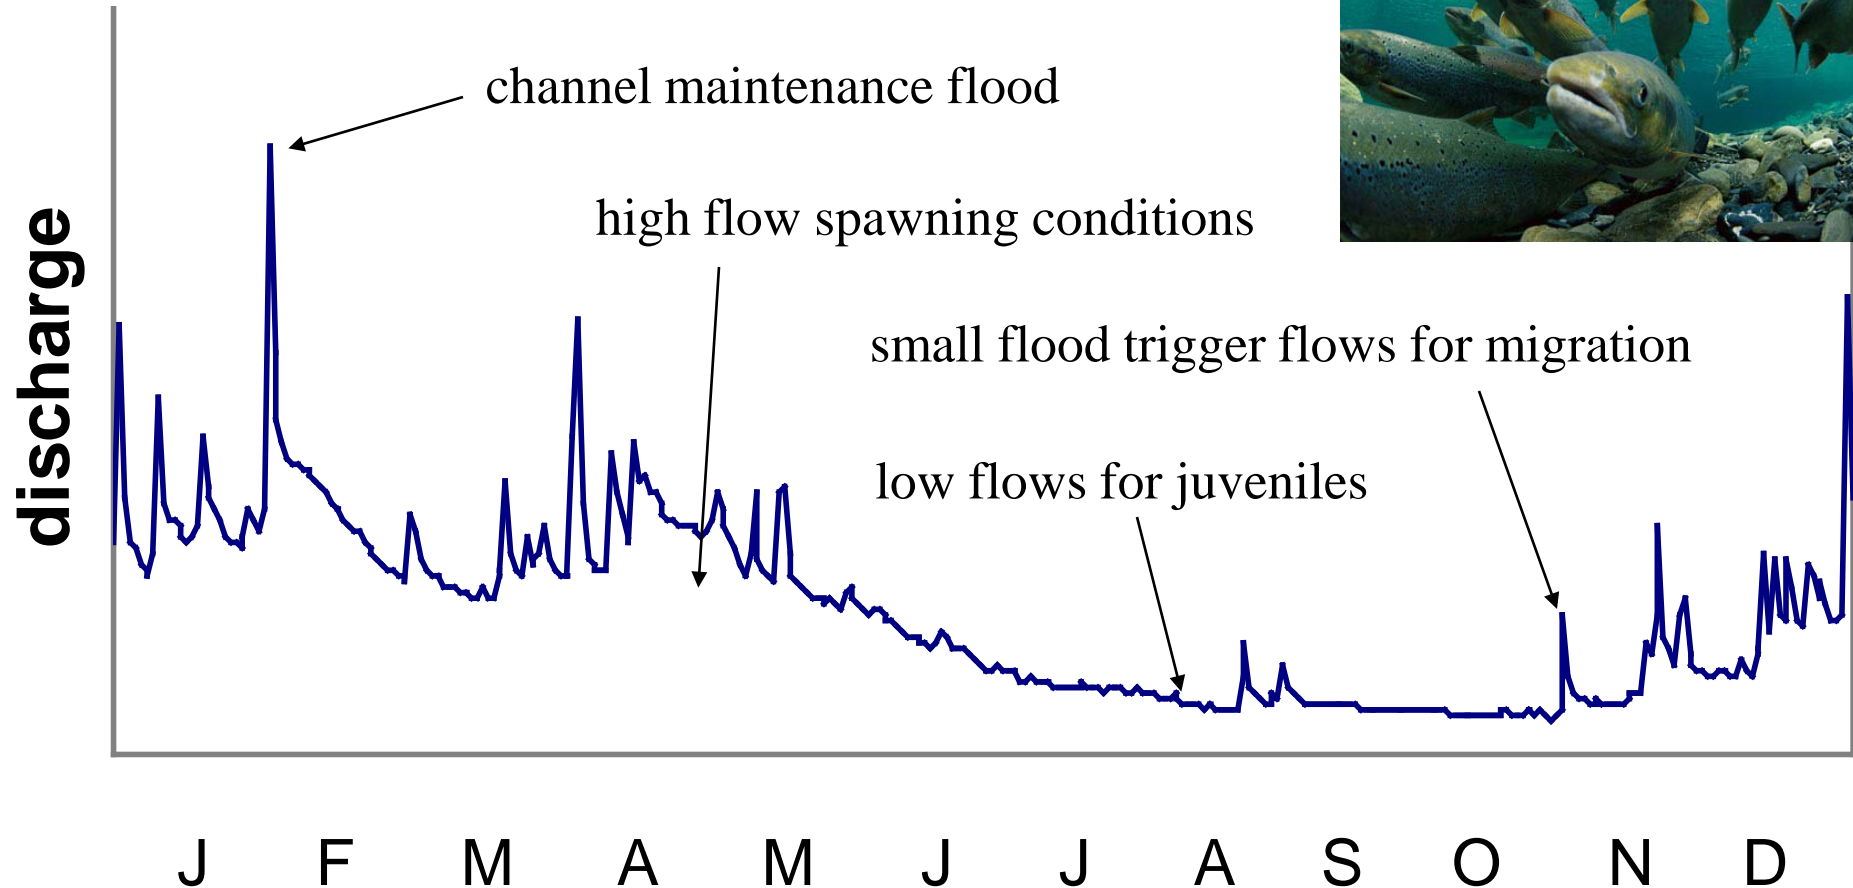 channel maintenance flood
high flow spawning conditions
small flood trigger flows for migration
low flows for juveniles
discharge
J F M A M J J A S O N D